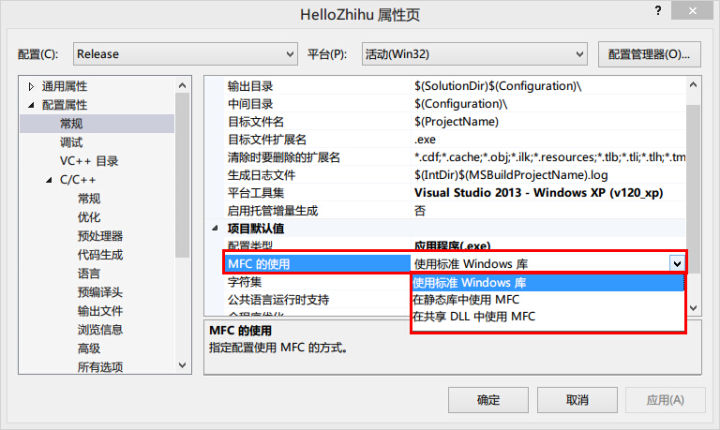 HelloZhihu 属性页
?
配置(C): Release 平台(P): 活动(Win32) 配置管理器(O)...
通用属性
配置属性
常规
调试
VC++ 目录
C/C++
常规
优化
预处理器
代码生成
语言
预编译头
输出文件
浏览信息
高级
所有选项
输出目录 $(SolutionDir)$(Configuration)\
中间目录 $(Configuration)\
目标文件名 $(ProjectName)
目标文件扩展名 .exe
清除时要删除的扩展名 *.cdf;*.cache;*.obj;*.ilk;*.resources;*.tlb;*.tli;*.tlh;*.tm
生成日志文件 $(IntDir)$(MSBuildProjectName).log
平台工具集 Visual Studio 2013 - Windows XP (v120_xp)
启用托管增量生成 否
项目默认值
配置类型 应用程序(.exe)
MFC 的使用 使用标准 Windows 库
字符集 使用标准 Windows 库
公共语言运行时支持 在静态库中使用 MFC
在共享 DLL 中使用 MFC
MFC 的使用
指定配置使用 MFC 的方式。
确定 取消 应用(A)